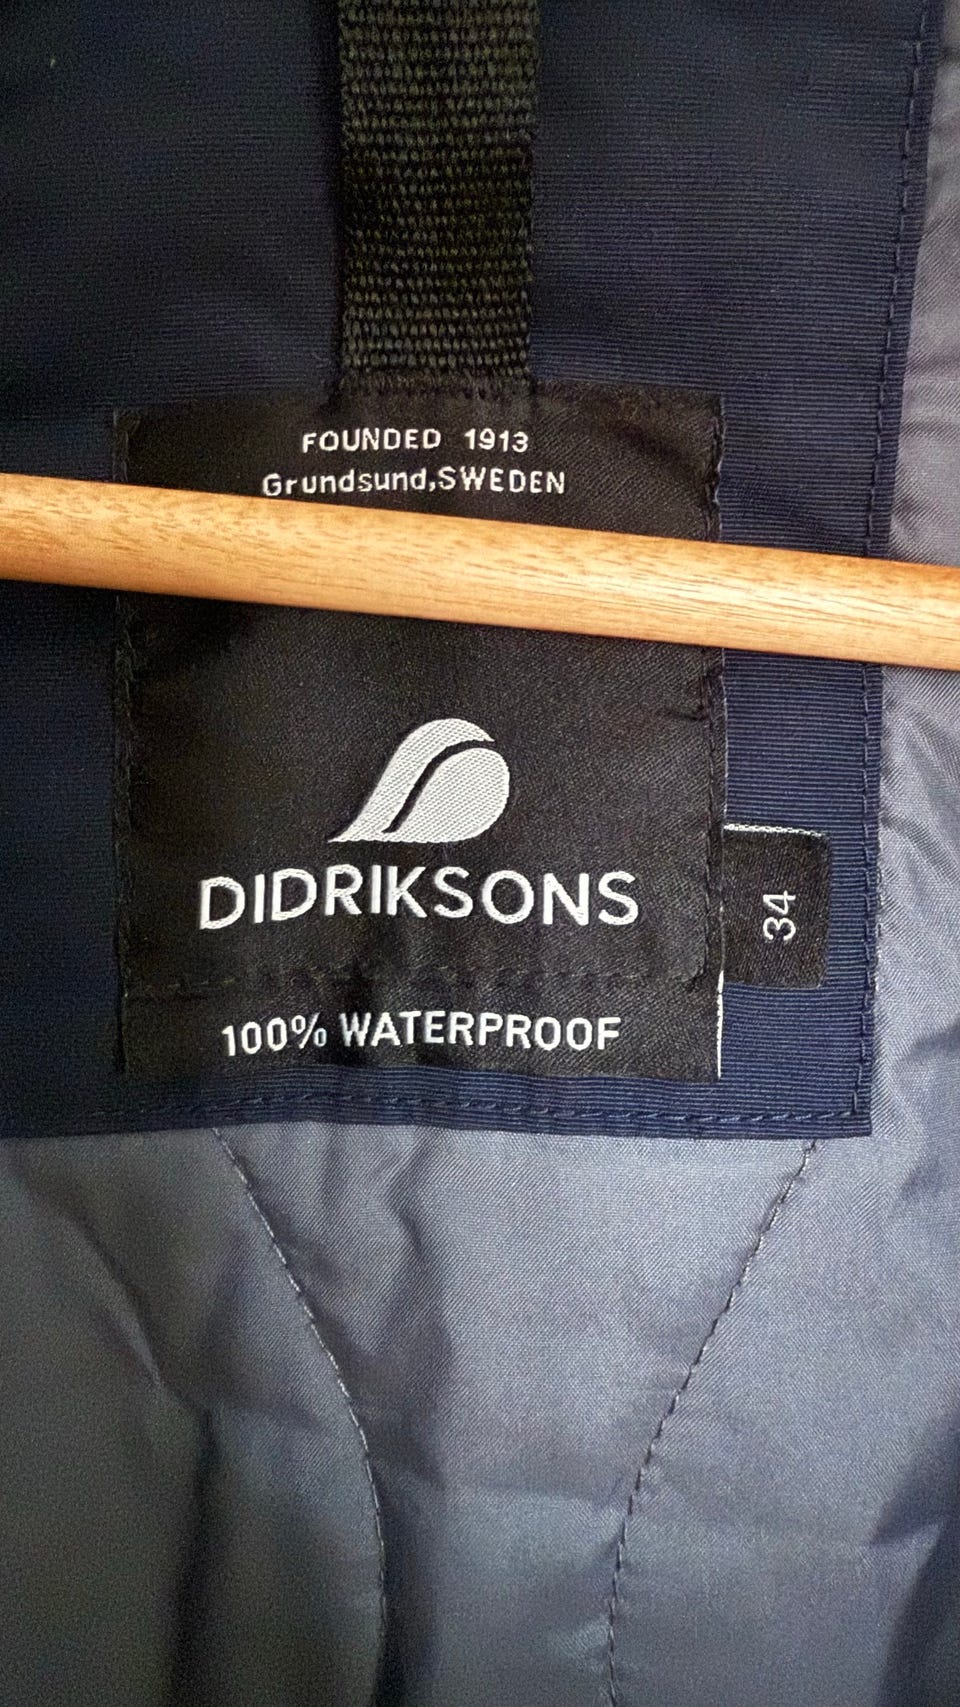 FOUNDED 1913
Grundsund,SWEDEN
DIDRIKSONS
34
100% WATERPROOF